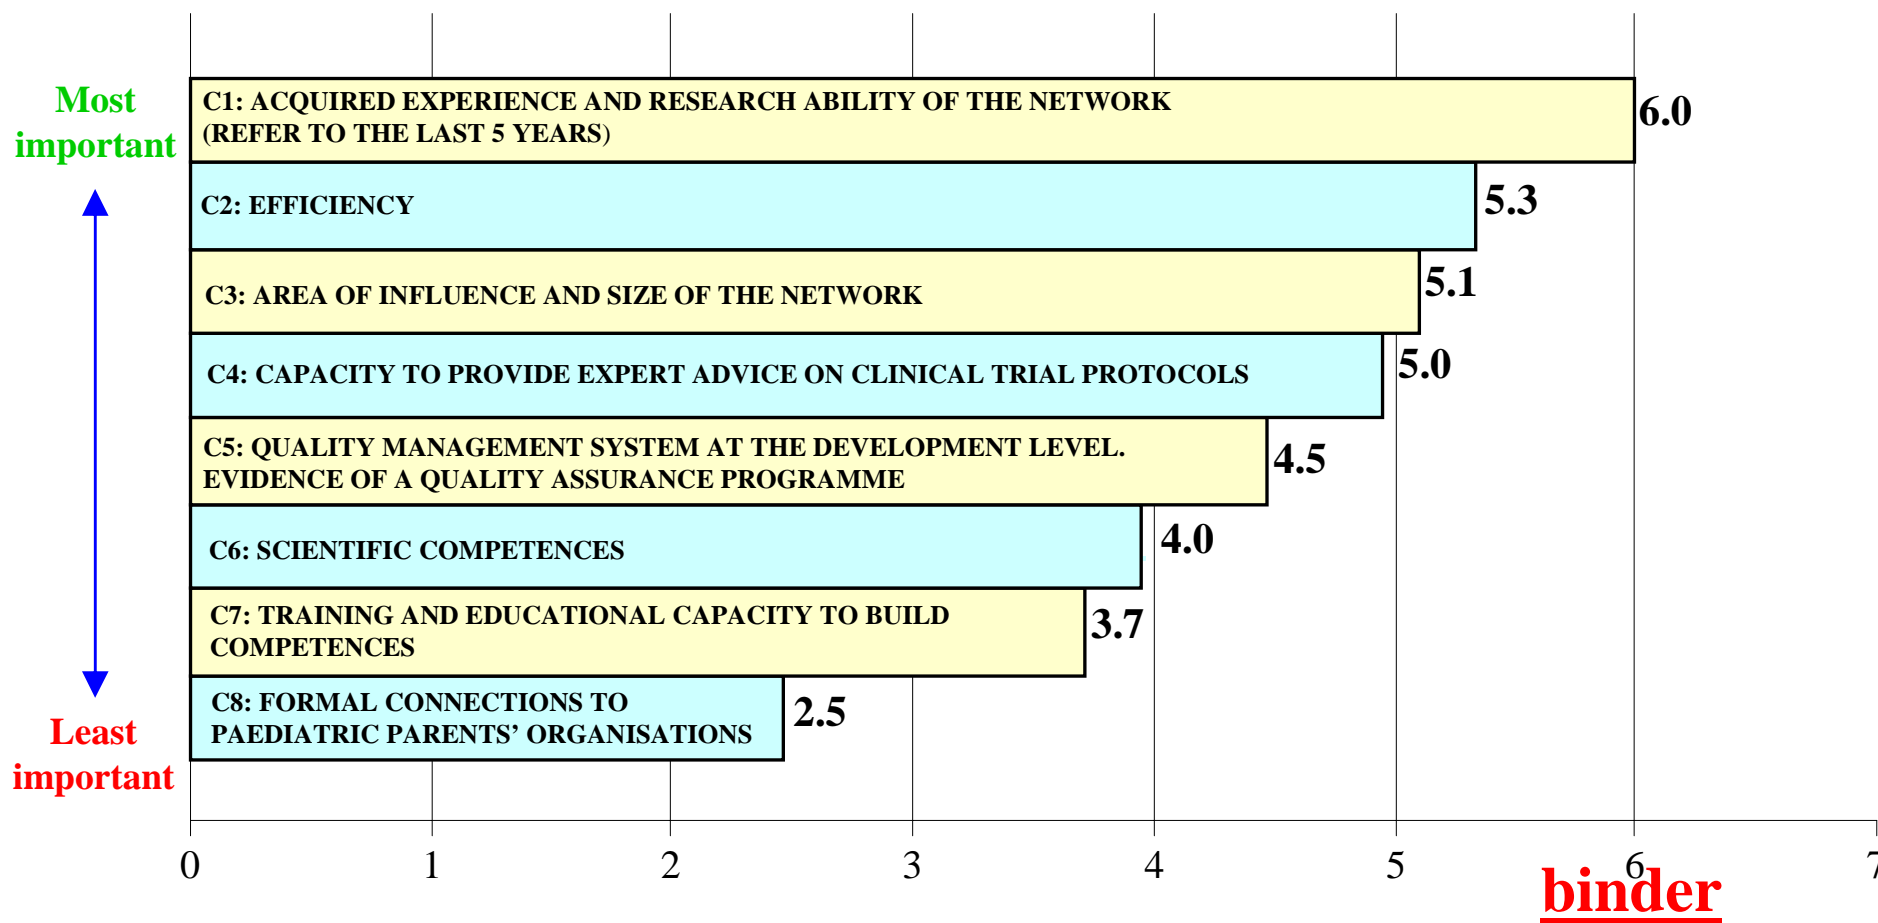 Most
important
C1: ACQUIRED EXPERIENCE AND RESEARCH ABILITY OF THE NETWORK
(REFER TO THE LAST 5 YEARS)
6.0
C2: EFFICIENCY
5.3
C3: AREA OF INFLUENCE AND SIZE OF THE NETWORK
5.1
C4: CAPACITY TO PROVIDE EXPERT ADVICE ON CLINICAL TRIAL PROTOCOLS
5.0
C5: QUALITY MANAGEMENT SYSTEM AT THE DEVELOPMENT LEVEL.
EVIDENCE OF A QUALITY ASSURANCE PROGRAMME
4.5
C6: SCIENTIFIC COMPETENCES
4.0
C7: TRAINING AND EDUCATIONAL CAPACITY TO BUILD
COMPETENCES
3.7
C8: FORMAL CONNECTIONS TO
PAEDIATRIC PARENTS’ ORGANISATIONS
2.5
Least
important
0 1 2 3 4 5 6 7
binder